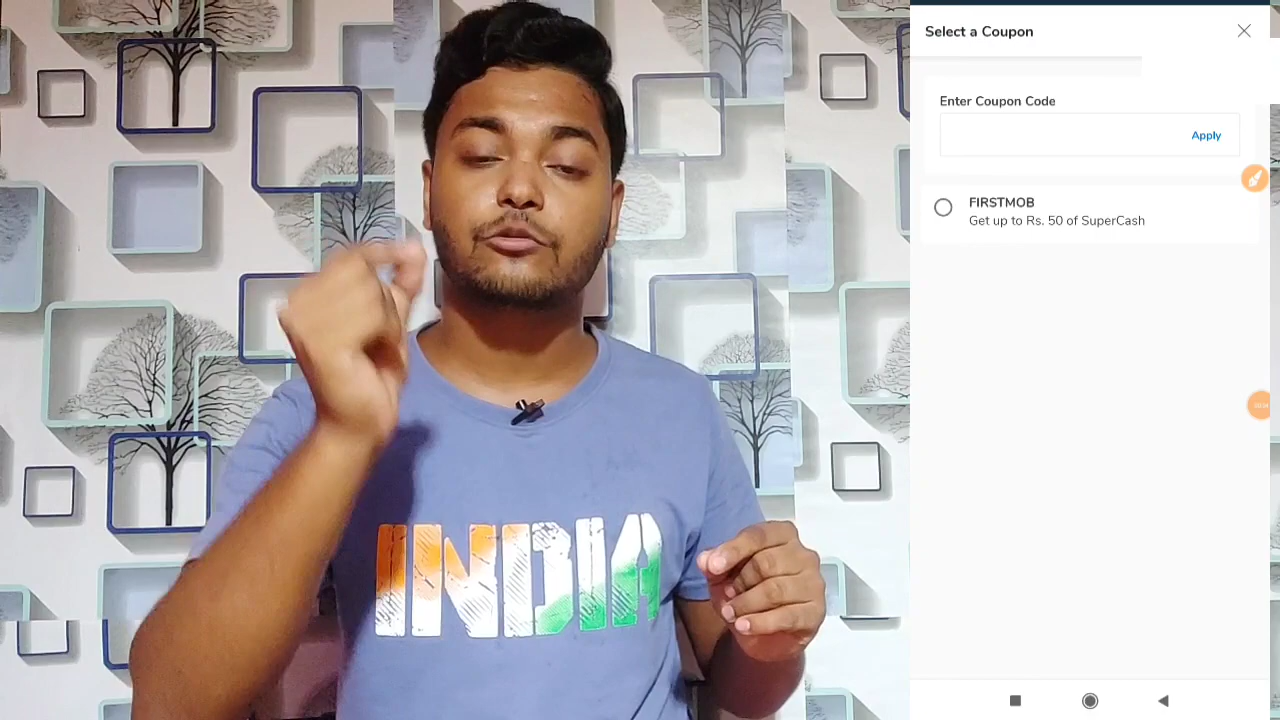 Select a Coupon
Enter Coupon Code
Apply
FIRSTMOB
Get up to Rs. 50 of SuperCash
INDIA